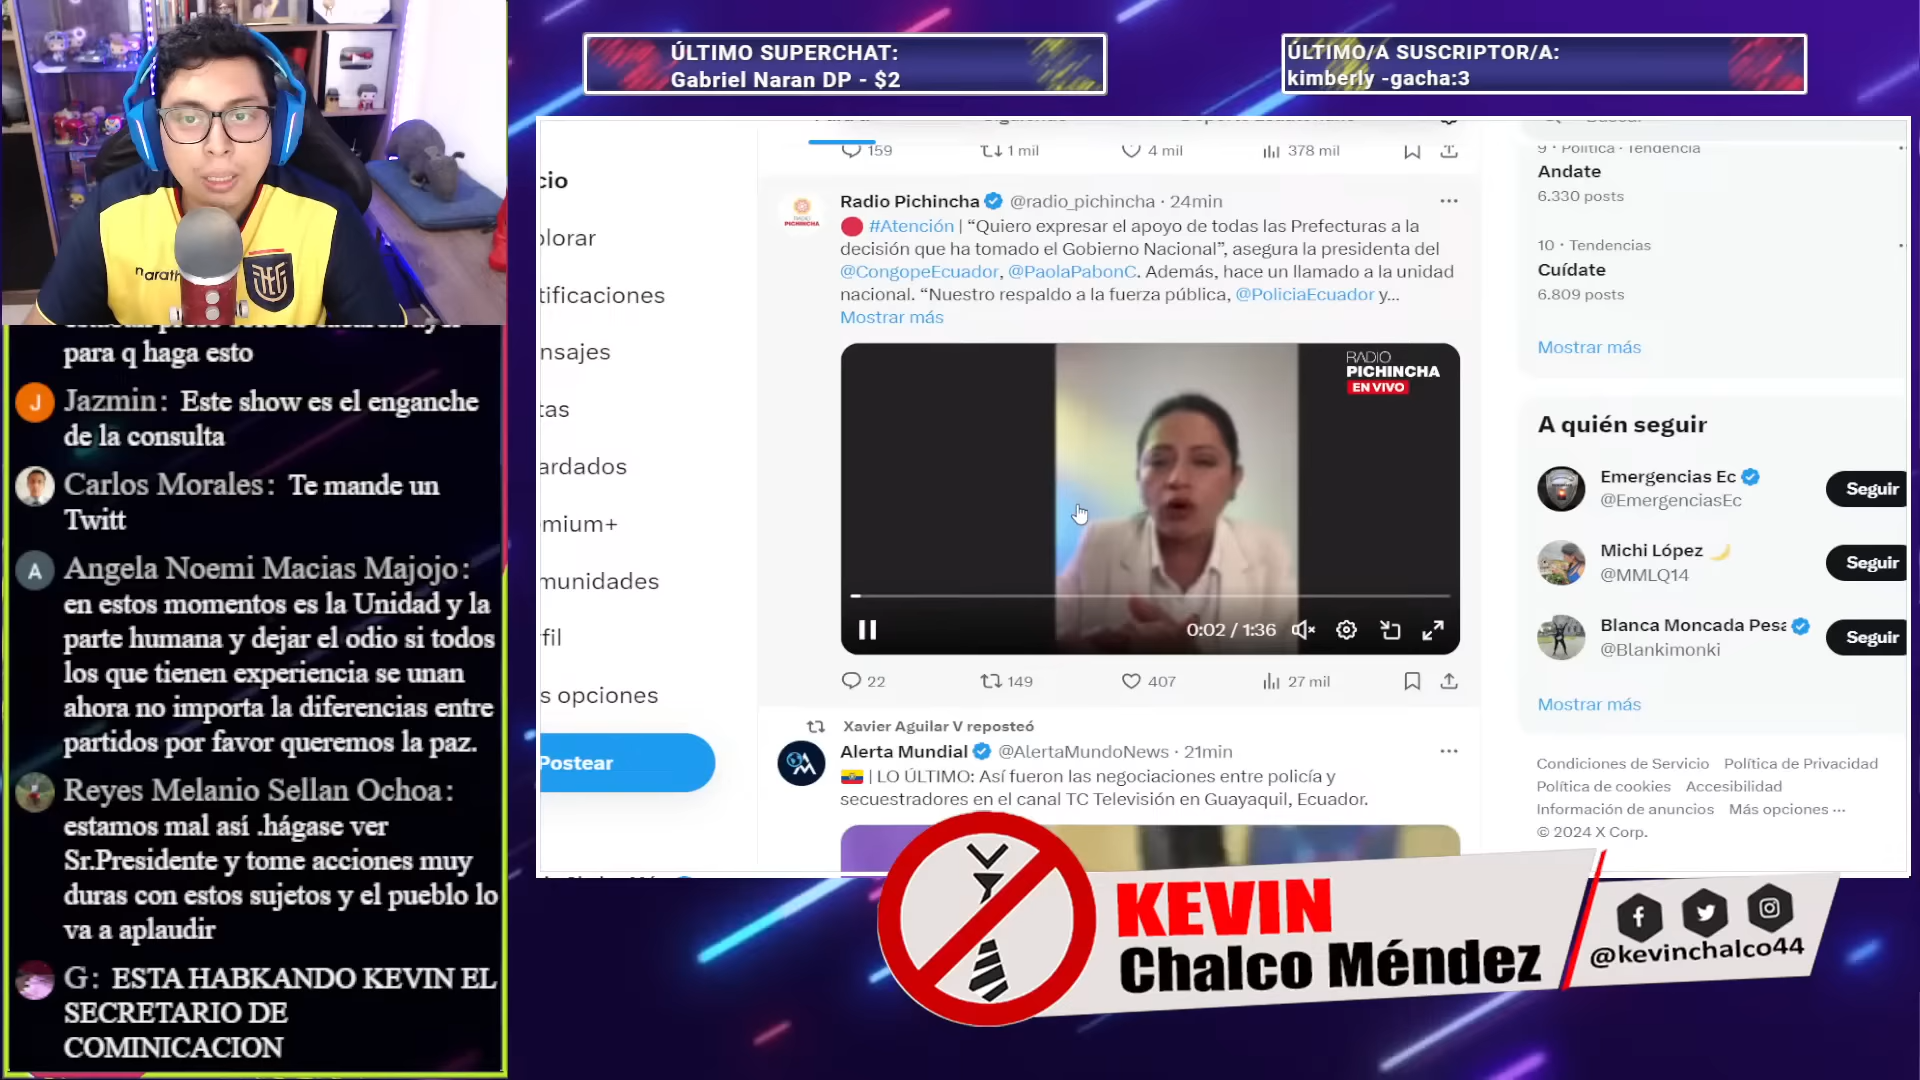 ÚLTIMO SUPERCHAT:
Gabriel Naran DP - $2
ÚLTIMO/A SUSCRIPTOR/A:
kimberly -gacha:3
marath
para q haga esto
Jazmin: Este show es el enganche
de la consulta
Carlos Morales: Te mande un
Twitt
A
Angela Noemi Macias Majojo:
en estos momentos es la Unidad y la
parte humana y dejar el odio si todos
los que tienen experiencia se unan
ahora no importa la diferencias entre
partidos por favor queremos la paz.
Reyes Melanio Sellan Ochoa:
estamos mal así .hágase ver
Sr.Presidente y tome acciones muy
duras con estos sujetos y el pueblo lo
va a aplaudir
G: ESTA HABKANDO KEVIN EL
SECRETARIO DE
COMINICACION
cio
plorar
tificaciones
nsajes
tas
ardados
mium+
munidades
fil
s opciones
Postear
159 1 mil 4 mil 378 mil
Radio Pichincha @radio_pichincha · 24min
#Atención | “Quiero expresar el apoyo de todas las Prefecturas a la
decisión que ha tomado el Gobierno Nacional”, asegura la presidenta del
@CongopeEcuador, @PaolaPabonC. Además, hace un llamado a la unidad
nacional. “Nuestro respaldo a la fuerza pública, @PoliciaEcuador y...
Mostrar más
RADIO
PICHINCHA
EN VIVO
0:02 / 1:36
22 149 407 27 mil
Xavier Aguilar V reposteó
Alerta Mundial @AlertaMundoNews · 21min
| LO ÚLTIMO: Así fueron las negociaciones entre policía y
secuestradores en el canal TC Televisión en Guayaquil, Ecuador.
9 · Política · Tendencia
Andate
6.330 posts
10 · Tendencias
Cuídate
6.809 posts
Mostrar más
A quién seguir
Emergencias Ec
@EmergenciasEc
Seguir
Michi López
@MMLQ14
Seguir
Blanca Moncada Pesa
@Blankimonki
Seguir
Mostrar más
Condiciones de Servicio Política de Privacidad
Política de cookies Accesibilidad
Información de anuncios Más opciones ···
© 2024 X Corp.
KEVIN
Chalco Méndez
@kevinchalco44